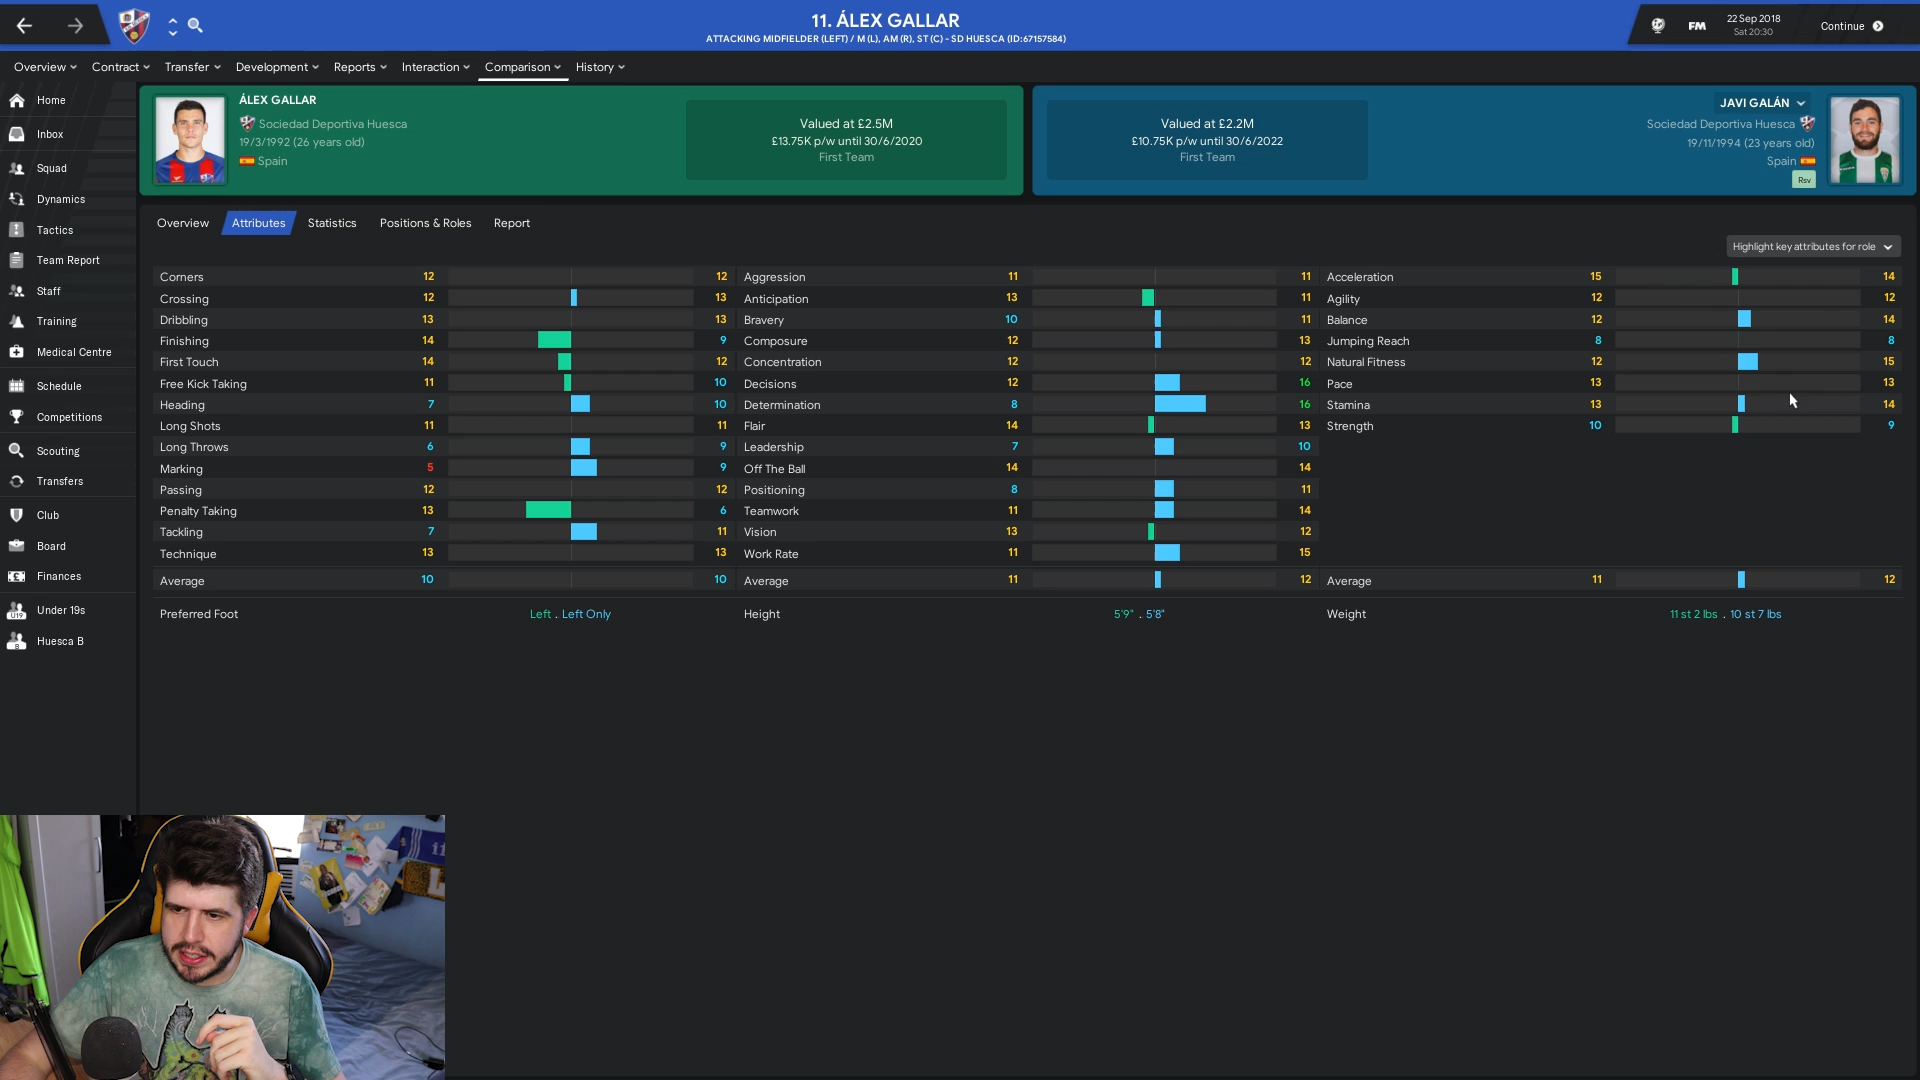 11. ÁLEX GALLAR
ATTACKING MIDFIELDER (LEFT) / M (L), AM (R), ST (C) - SD HUESCA (ID:67157584)
FM
22 Sep 2018
Sat 20:30
Continue
Overview Contract Transfer Development Reports Interaction Comparison History
Home
Inbox
Squad
Dynamics
Tactics
Team Report
Staff
Training
Medical Centre
Schedule
Competitions
Scouting
Transfers
Club
Board
Finances
Under 19s
Huesca B
ÁLEX GALLAR
Sociedad Deportiva Huesca
19/3/1992 (26 years old)
Spain
Valued at £2.5M
£13.75K p/w until 30/6/2020
First Team
Valued at £2.2M
£10.75K p/w until 30/6/2022
First Team
JAVI GALÁN
Sociedad Deportiva Huesca
19/11/1994 (23 years old)
Spain
Rsv
Overview Attributes Statistics Positions & Roles Report
Highlight key attributes for role
Corners 12 12
Crossing 12 13
Dribbling 13 13
Finishing 14 9
First Touch 14 12
Free Kick Taking 11 10
Heading 7 10
Long Shots 11 11
Long Throws 6 9
Marking 5 9
Passing 12 12
Penalty Taking 13 6
Tackling 7 11
Technique 13 13
Average 10 10
Preferred Foot Left . Left Only
Aggression 11 11
Anticipation 13 11
Bravery 10 11
Composure 12 13
Concentration 12 12
Decisions 12 16
Determination 8 16
Flair 14 13
Leadership 7 10
Off The Ball 14 14
Positioning 8 11
Teamwork 11 14
Vision 13 12
Work Rate 11 15
Average 11 12
Height 5'9" . 5'8"
Acceleration 15 14
Agility 12 12
Balance 12 14
Jumping Reach 8 8
Natural Fitness 12 15
Pace 13 13
Stamina 13 14
Strength 10 9
Average 11 12
Weight 11 st 2 lbs . 10 st 7 lbs